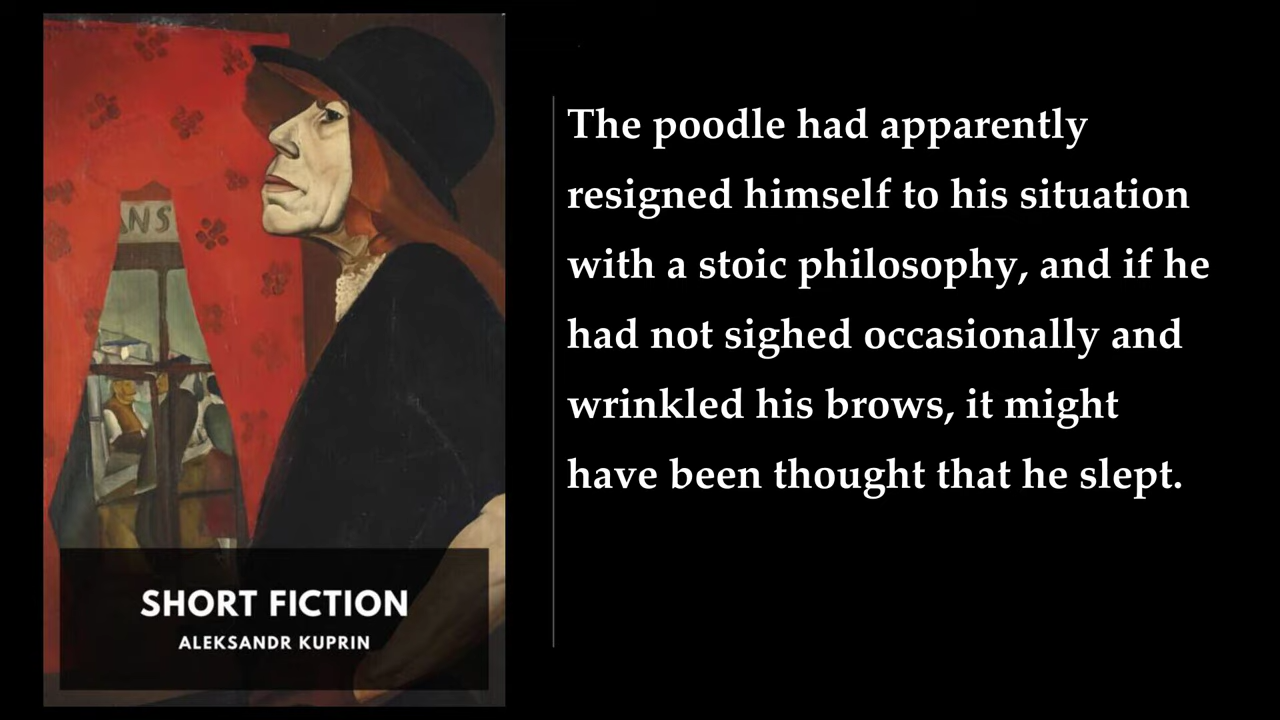 NS
SHORT FICTION
ALEKSANDR KUPRIN
The poodle had apparently
resigned himself to his situation
with a stoic philosophy, and if he
had not sighed occasionally and
wrinkled his brows, it might
have been thought that he slept.